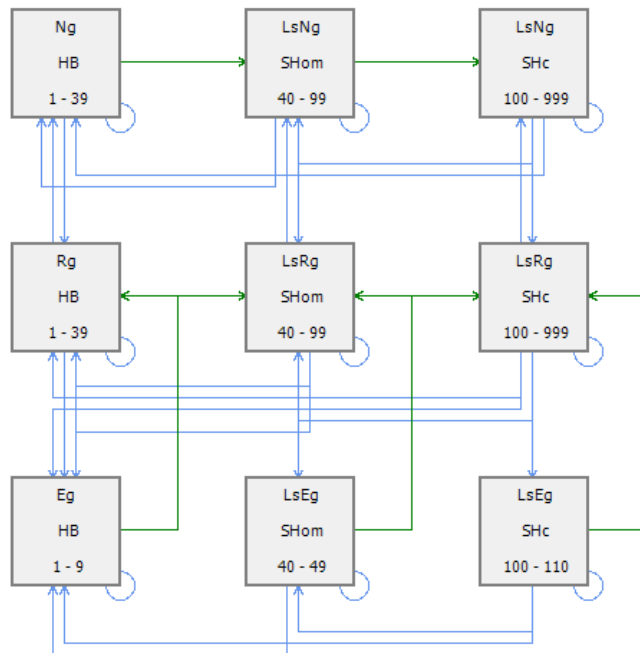 Ng
HB
1 - 39
LsNg
SHom
40 - 99
LsNg
SHc
100 - 999
Rg
HB
1 - 39
LsRg
SHom
40 - 99
LsRg
SHc
100 - 999
Eg
HB
1 - 9
LsEg
SHom
40 - 49
LsEg
SHc
100 - 110